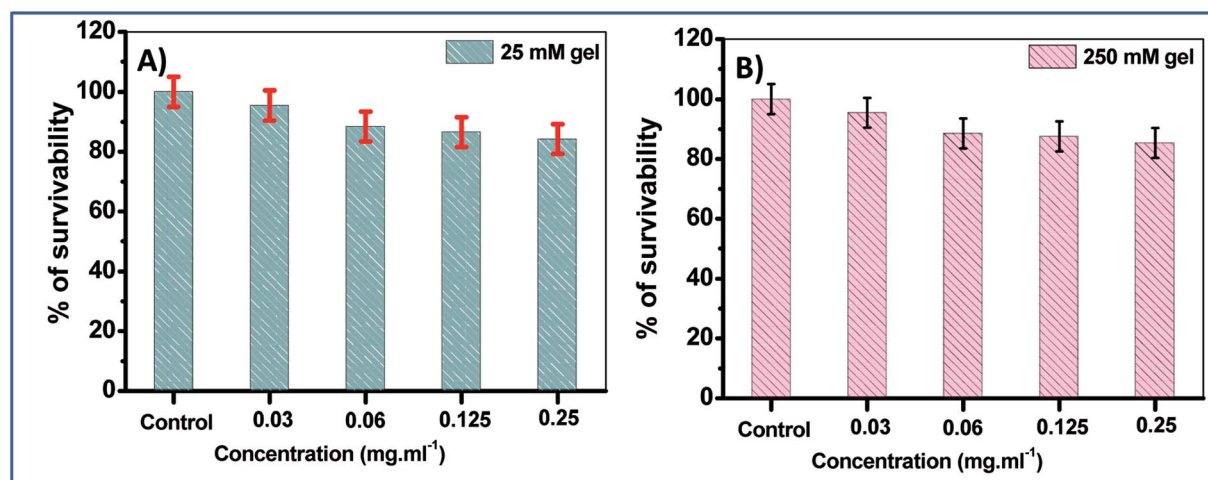 A)
25 mM gel
% of survivability
120
100
80
60
40
20
0
Control 0.03 0.06 0.125 0.25
Concentration (mg.ml⁻¹)
B)
250 mM gel
% of survivability
120
100
80
60
40
20
0
Control 0.03 0.06 0.125 0.25
Concentration (mg.ml⁻¹)